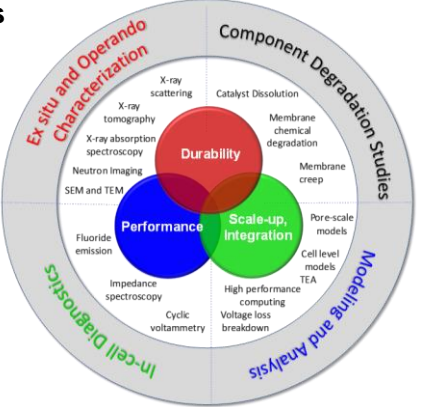 s
Ex situ and Operando
Characterization
Component Degradation Studies
X-ray
scattering
Catalyst Dissolution
X-ray
tomography
Membrane
chemical
degradation
X-ray absorption
spectroscopy
Durability
Neutron Imaging
Membrane
creep
SEM and TEM
Performance
Scale-up,
Integration
Pore-scale
models
Fluoride
emission
Cell level
models
TEA
Impedance
spectroscopy
High performance
computing
Cyclic
voltammetry
Voltage loss
breakdown
In-cell Diagnostics
Modeling and Analysis